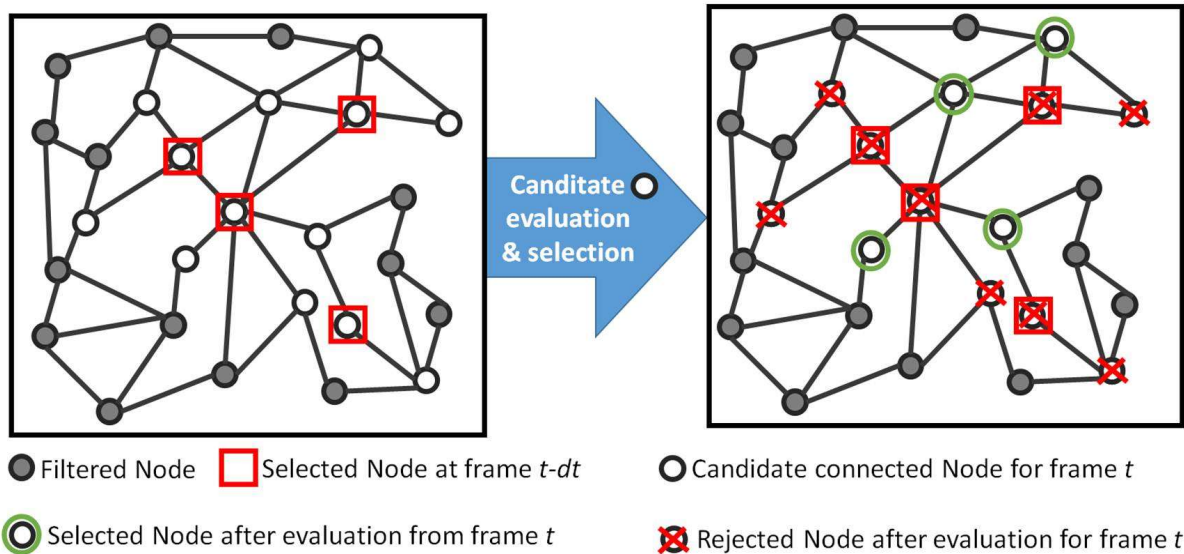 Canditate
evaluation
& selection
Filtered Node
Selected Node at frame t-dt
Candidate connected Node for frame t
Selected Node after evaluation from frame t
Rejected Node after evaluation for frame t